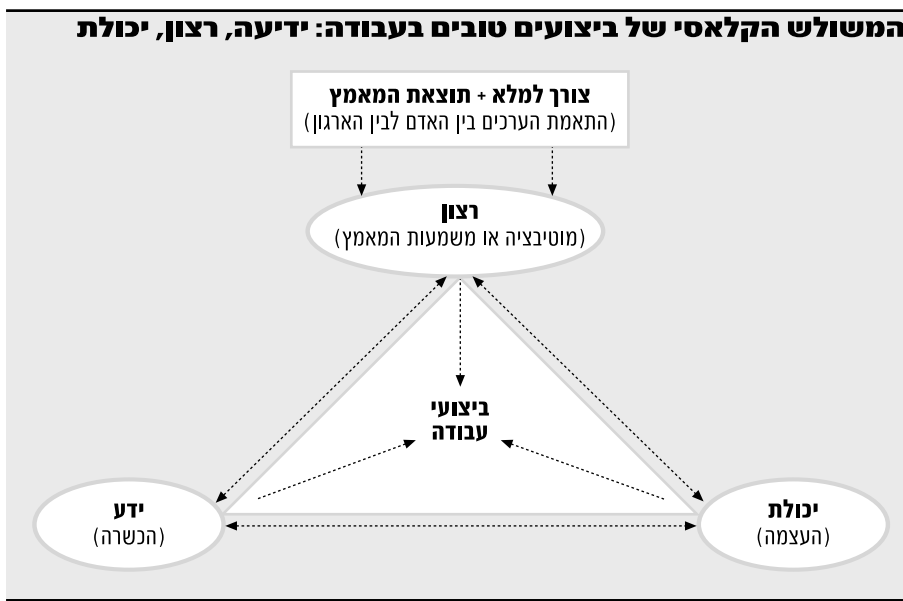 המשולש הקלאסי של ביצועים טובים בעבודה: ידיעה, רצון, יכולת
צורך למלא + תוצאת המאמץ
(התאמת הערכים בין האדם לבין הארגון)
רצון
(מוטיבציה או משמעות המאמץ)
ביצועי
עבודה
יכולת
(העצמה)
ידע
(הכשרה)